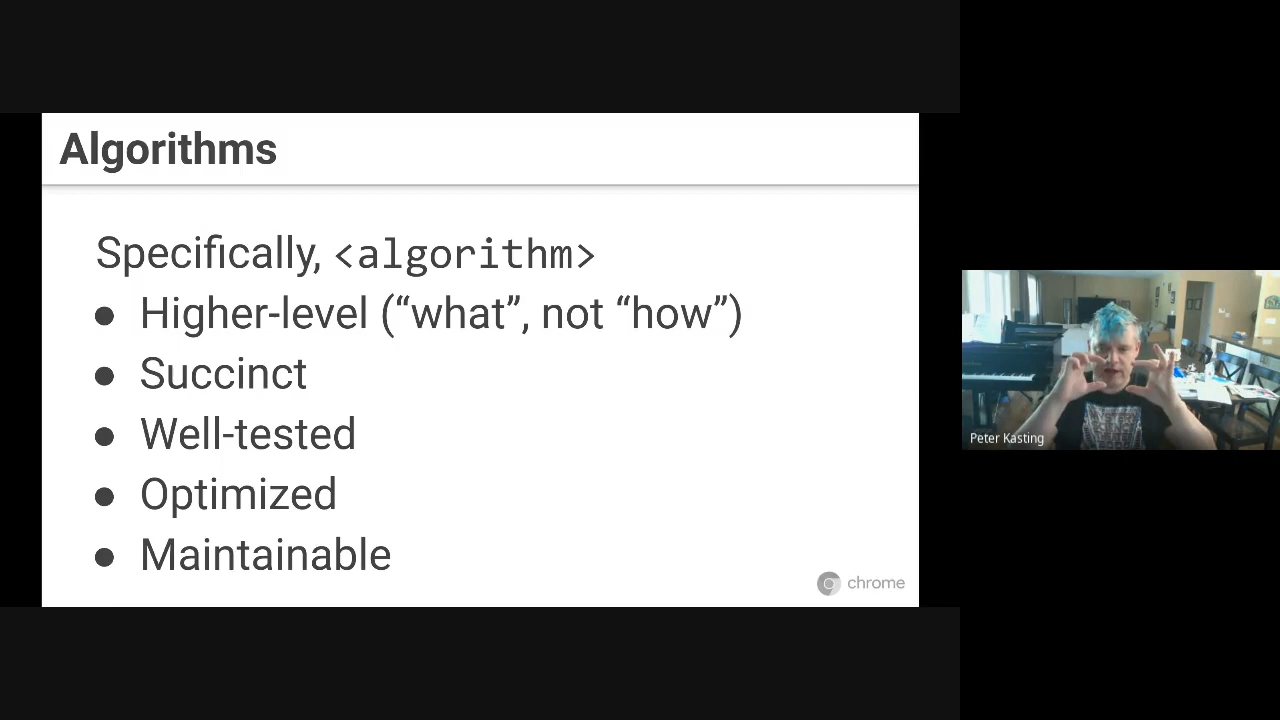 Algorithms
Specifically, <algorithm>
● Higher-level (“what”, not “how”)
● Succinct
● Well-tested
● Optimized
● Maintainable
chrome
Peter Kasting